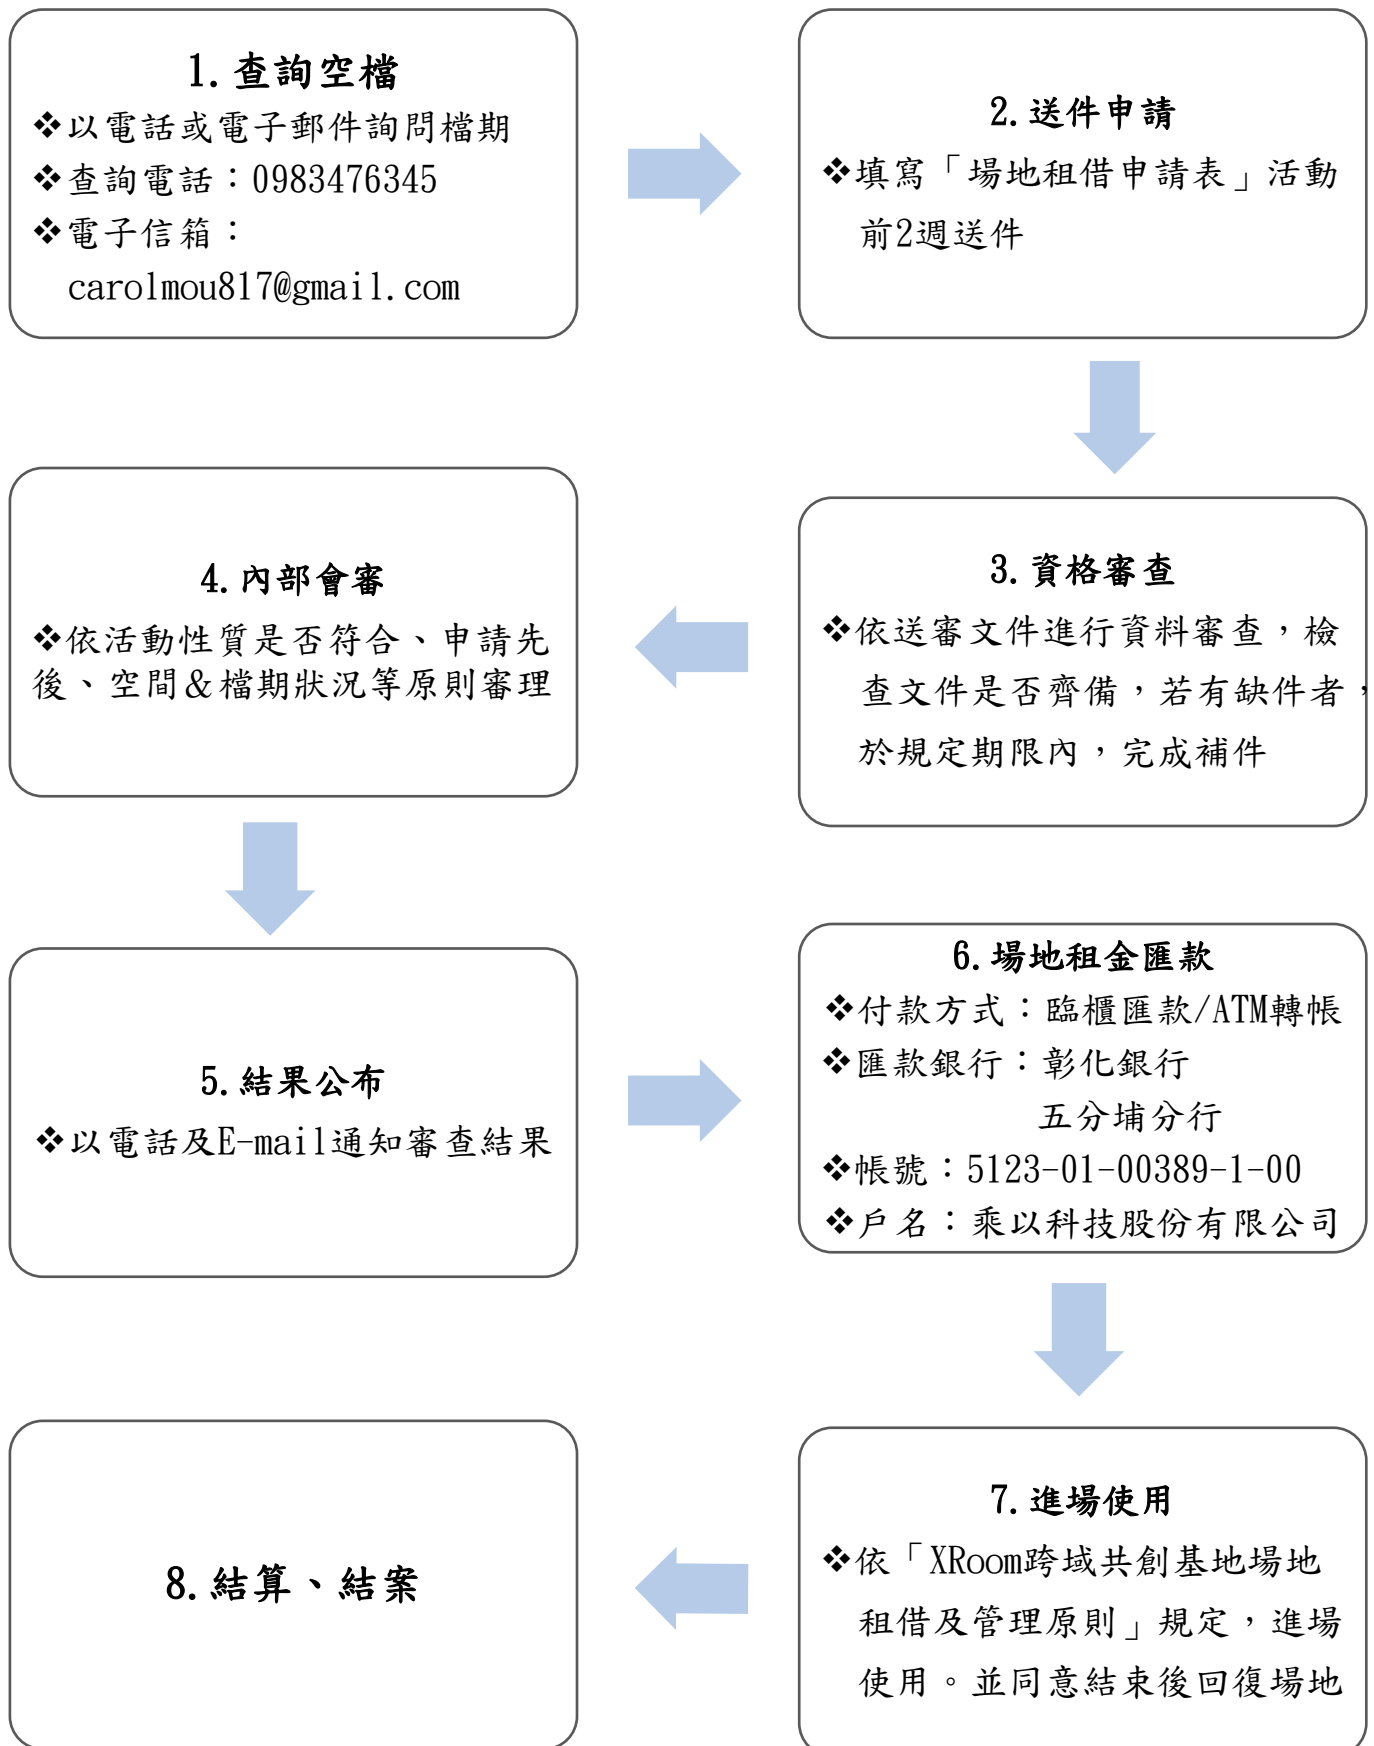 1.查詢空檔
❖以電話或電子郵件詢問檔期
❖查詢電話：0983476345
❖電子信箱：
carolmou817@gmail.com
2.送件申請
❖填寫「場地租借申請表」活動
前2週送件
3.資格審查
❖依送審文件進行資料審查，檢
查文件是否齊備，若有缺件者，
於規定期限內，完成補件
4.內部會審
❖依活動性質是否符合、申請先
後、空間＆檔期狀況等原則審理
5.結果公布
❖以電話及E-mail通知審查結果
6.場地租金匯款
❖付款方式：臨櫃匯款/ATM轉帳
❖匯款銀行：彰化銀行
五分埔分行
❖帳號：5123-01-00389-1-00
❖戶名：乘以科技股份有限公司
7.進場使用
❖依「XRoom跨域共創基地場地
租借及管理原則」規定，進場
使用。並同意結束後回復場地
8.結算、結案